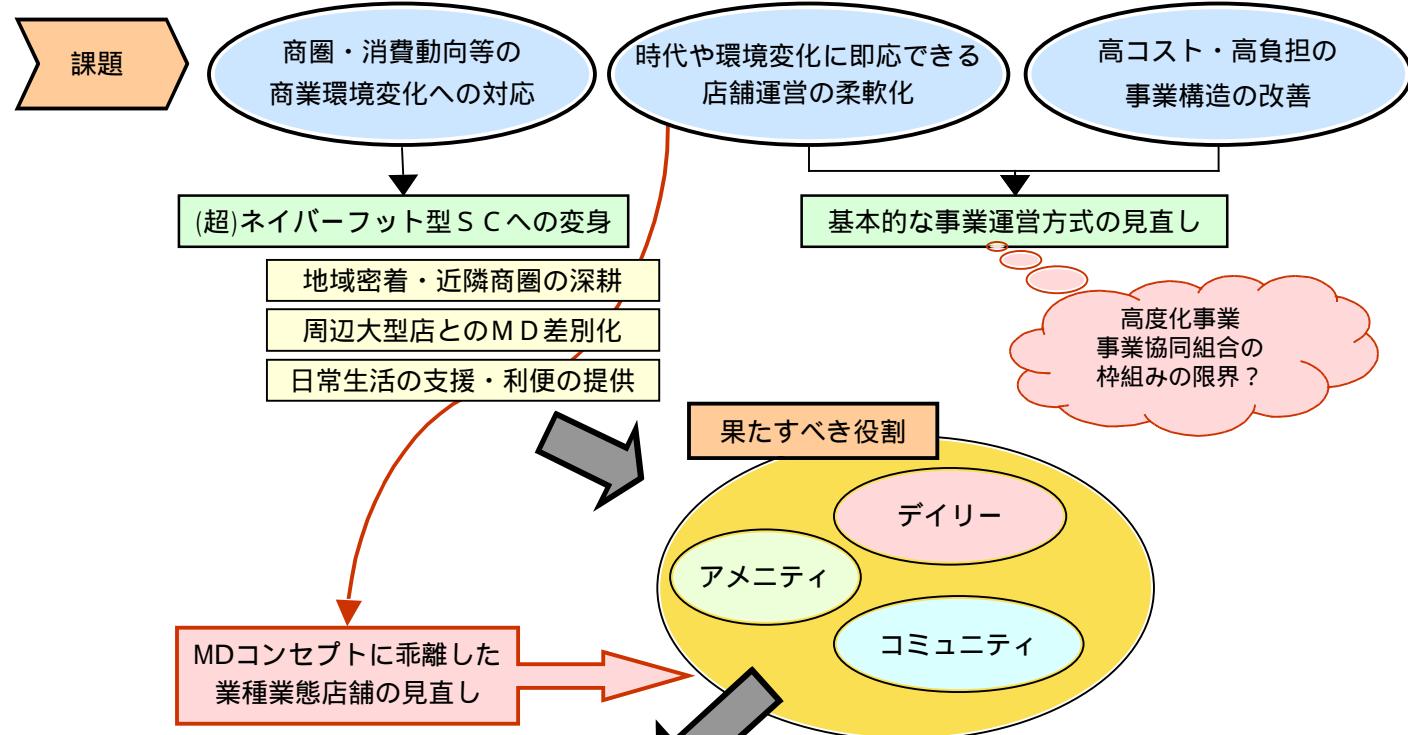 課題
商圏・消費動向等の
商業環境変化への対応
時代や環境変化に即応できる
店舗運営の柔軟化
高コスト・高負担の
事業構造の改善
(超)ネイバーフット型ＳＣへの変身
基本的な事業運営方式の見直し
地域密着・近隣商圏の深耕
周辺大型店とのＭＤ差別化
日常生活の支援・利便の提供
高度化事業
事業協同組合の
枠組みの限界？
果たすべき役割
デイリー
アメニティ
コミュニティ
MDコンセプトに乖離した
業種業態店舗の見直し